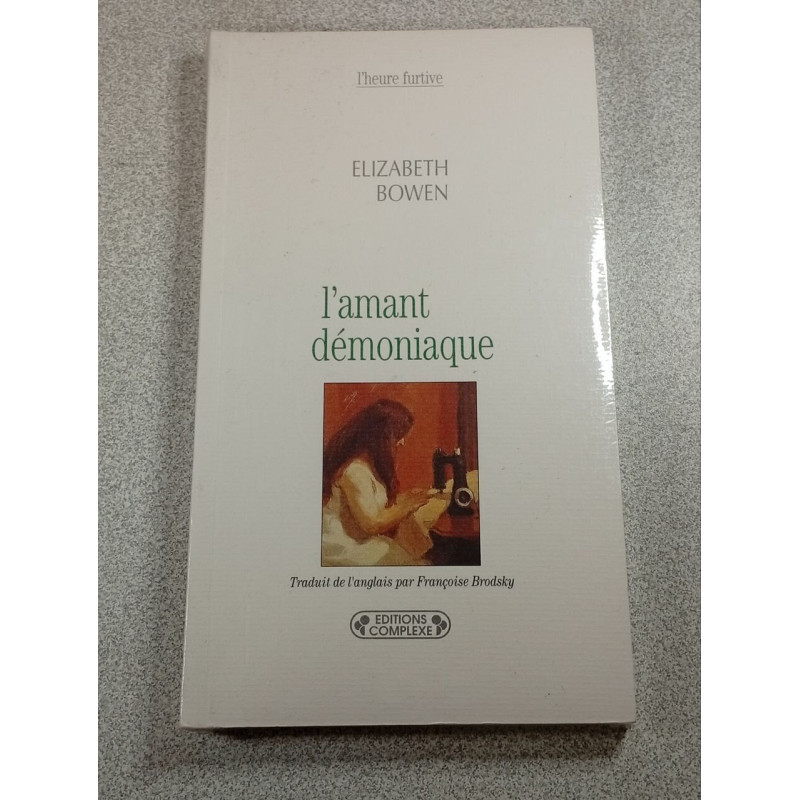 l'heure furtive
ELIZABETH
BOWEN
l'amant
démoniaque
Traduit de l'anglais par Françoise Brodsky
EDITIONS
COMPLEXE